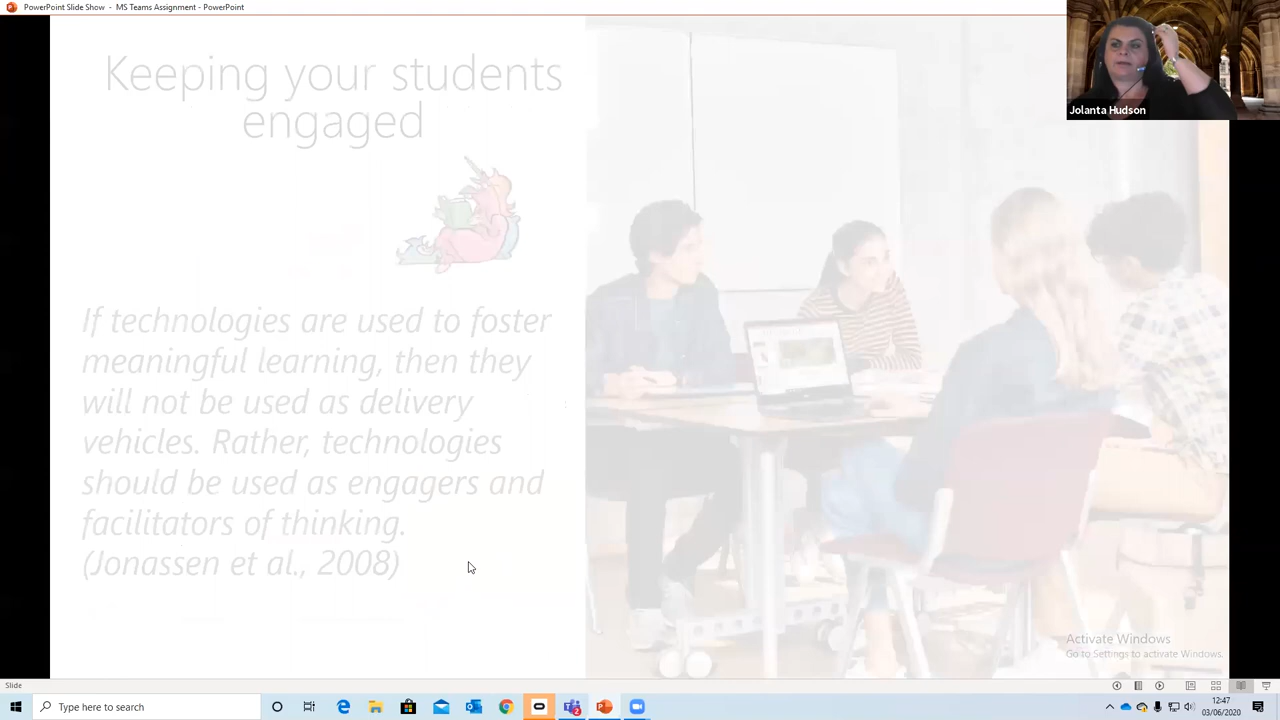 PowerPoint Slide Show - MS Teams Assignment - PowerPoint
Jolanta Hudson
Keeping your students
engaged
If technologies are used to foster
meaningful learning, then they
will not be used as delivery
vehicles. Rather, technologies
should be used as engagers and
facilitators of thinking.
(Jonassen et al., 2008)
Activate Windows
Go to Settings to activate Windows.
Slide
Type here to search
2
12:47
03/06/2020